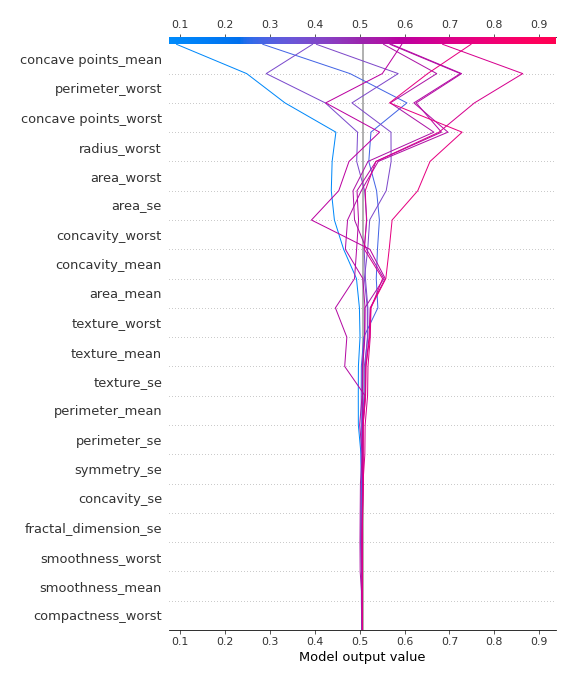 0.1 0.2 0.3 0.4 0.5 0.6 0.7 0.8 0.9
concave points_mean
perimeter_worst
concave points_worst
radius_worst
area_worst
area_se
concavity_worst
concavity_mean
area_mean
texture_worst
texture_mean
texture_se
perimeter_mean
perimeter_se
symmetry_se
concavity_se
fractal_dimension_se
smoothness_worst
smoothness_mean
compactness_worst
0.1 0.2 0.3 0.4 0.5 0.6 0.7 0.8 0.9
Model output value